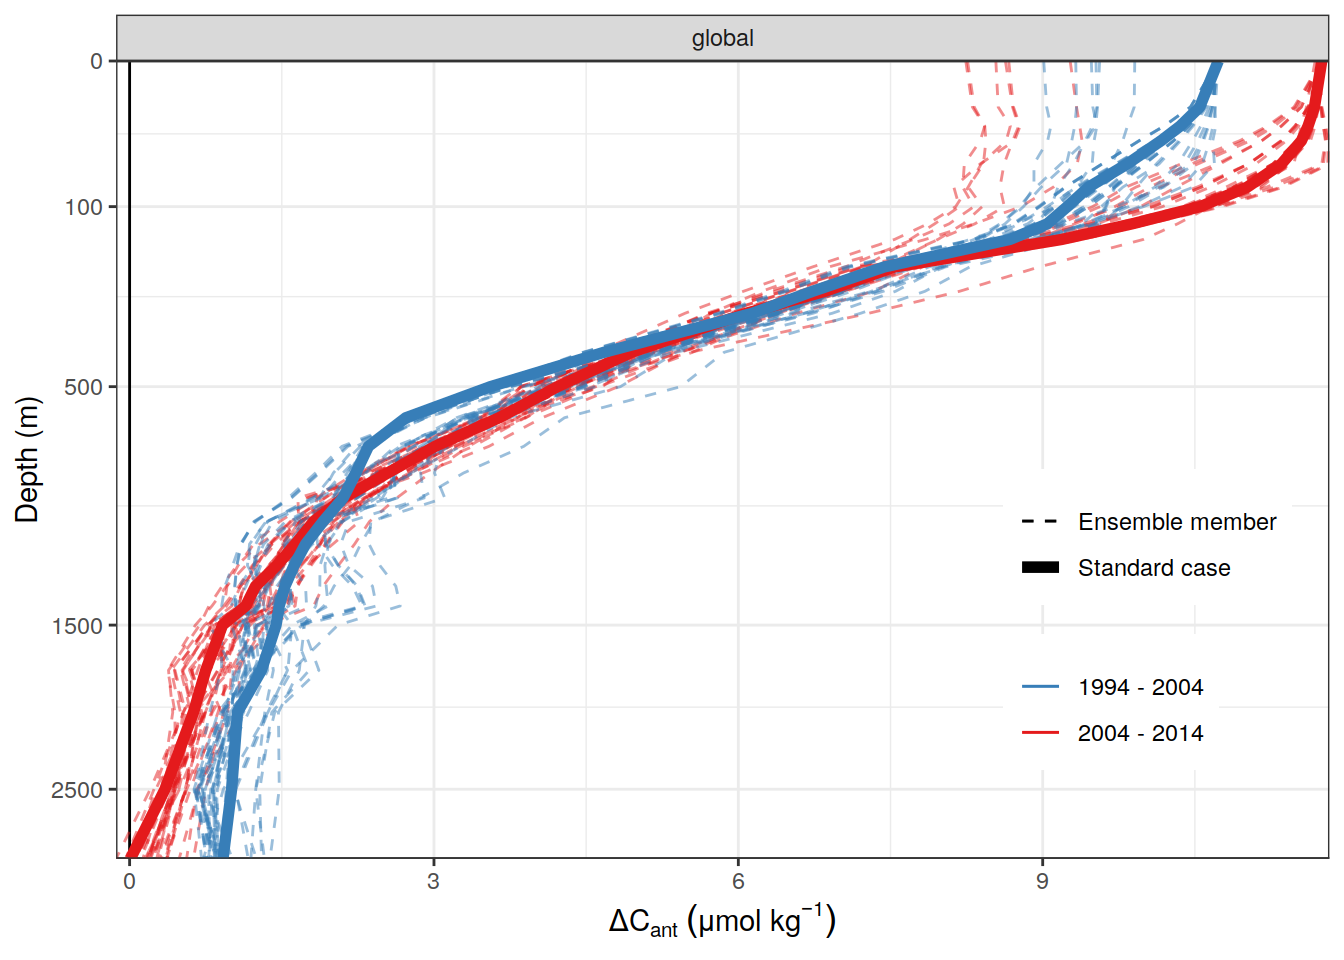 global
0
100
500
1500
2500
Depth (m)
Ensemble member
Standard case
1994 - 2004
2004 - 2014
0 3 6 9
ΔCant (μmol kg−1)